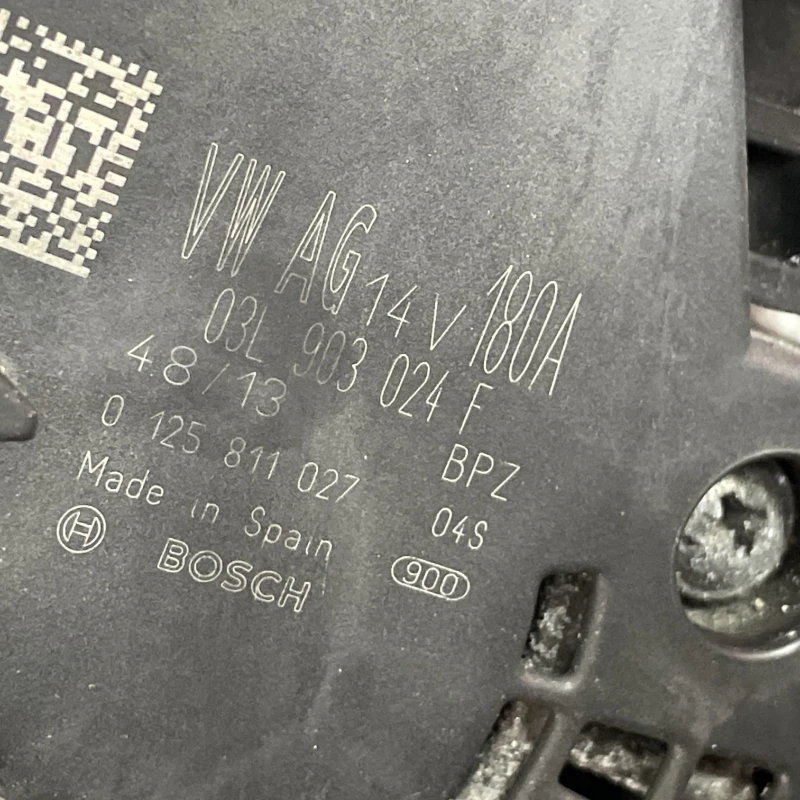 VW AG 14V 180A
03L 903 024 F
48/13
0 125 811 027 BPZ
Made in Spain 04S
BOSCH 900